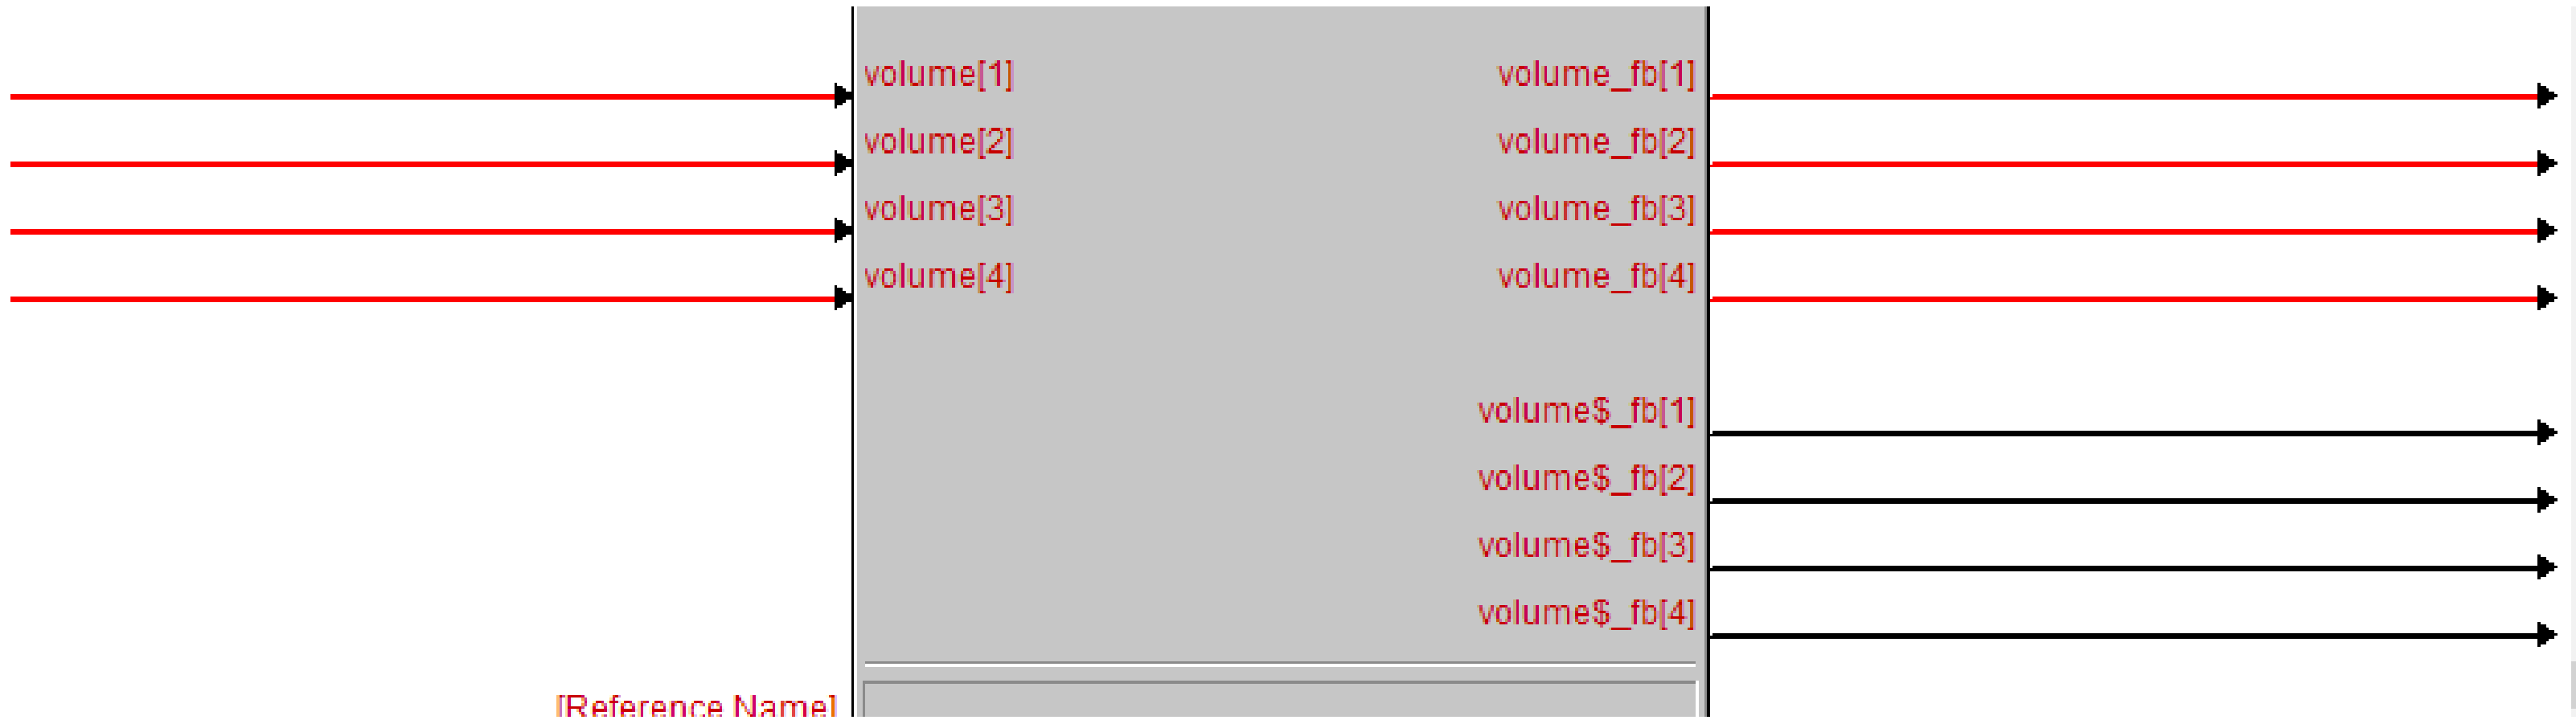 volume[1] volume_fb[1]
volume[2] volume_fb[2]
volume[3] volume_fb[3]
volume[4] volume_fb[4]
volume$_fb[1]
volume$_fb[2]
volume$_fb[3]
volume$_fb[4]
[Reference Name]